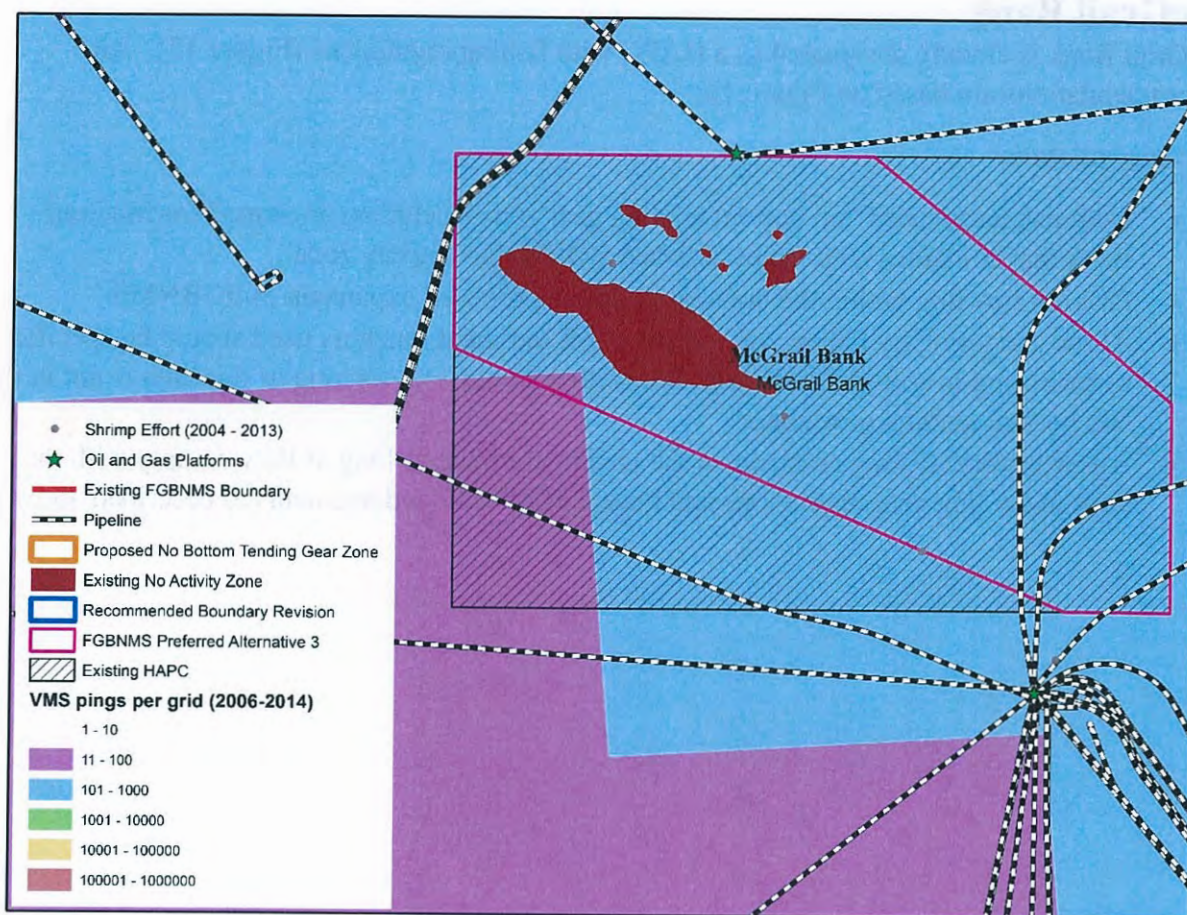 McGrail Bank
McGrail Bank
Shrimp Effort (2004 - 2013)
Oil and Gas Platforms
Existing FGBNMS Boundary
Pipeline
Proposed No Bottom Tending Gear Zone
Existing No Activity Zone
Recommended Boundary Revision
FGBNMS Preferred Alternative 3
Existing HAPC
VMS pings per grid (2006-2014)
1 - 10
11 - 100
101 - 1000
1001 - 10000
10001 - 100000
100001 - 1000000